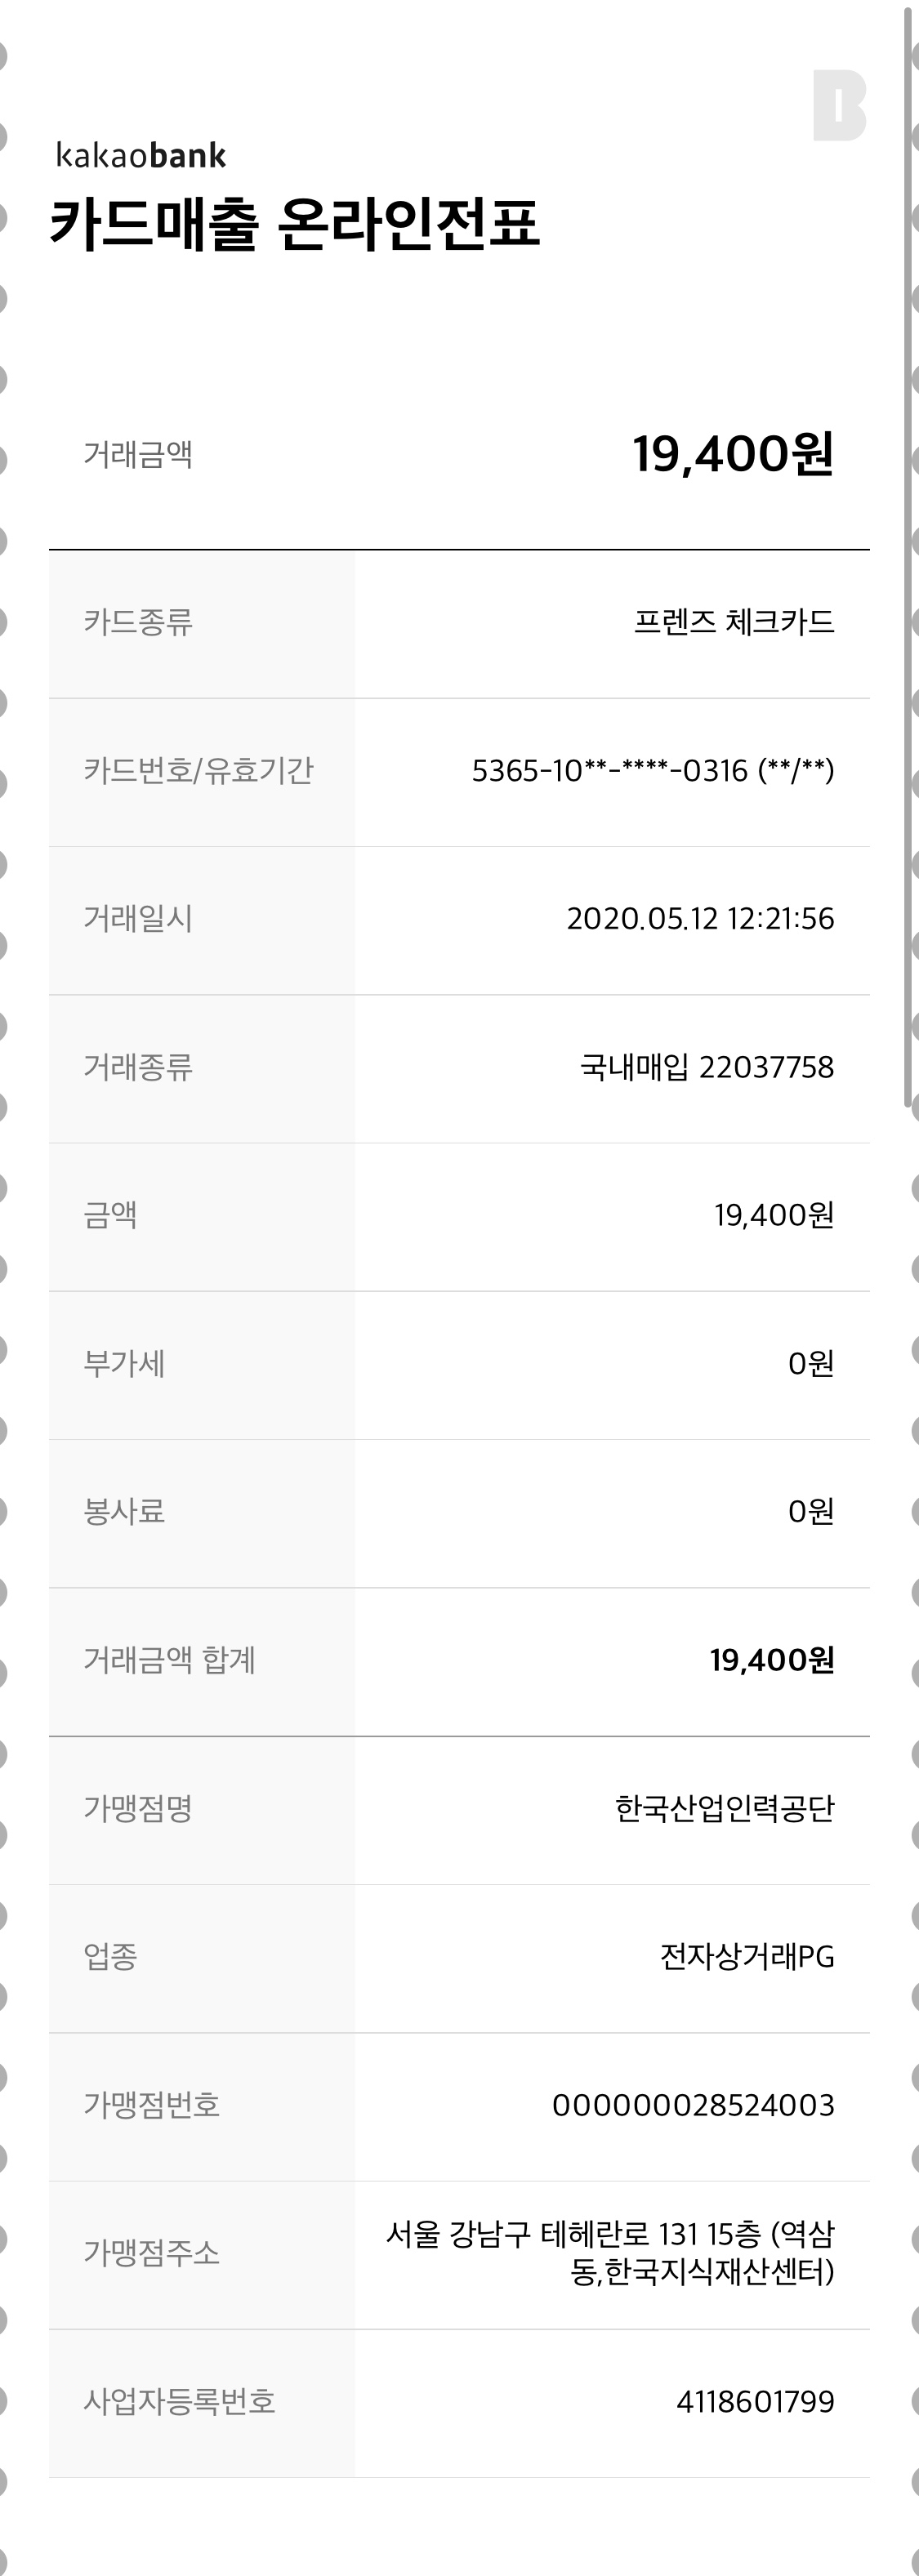 B
kakaobank
카드매출 온라인전표
거래금액 19,400원
카드종류 프렌즈 체크카드
카드번호/유효기간 5365-10**-****-0316 (**/**)
거래일시 2020.05.12 12:21:56
거래종류 국내매입 22037758
금액 19,400원
부가세 0원
봉사료 0원
거래금액 합계 19,400원
가맹점명 한국산업인력공단
업종 전자상거래PG
가맹점번호 000000028524003
가맹점주소 서울 강남구 테헤란로 131 15층 (역삼
동,한국지식재산센터)
사업자등록번호 4118601799